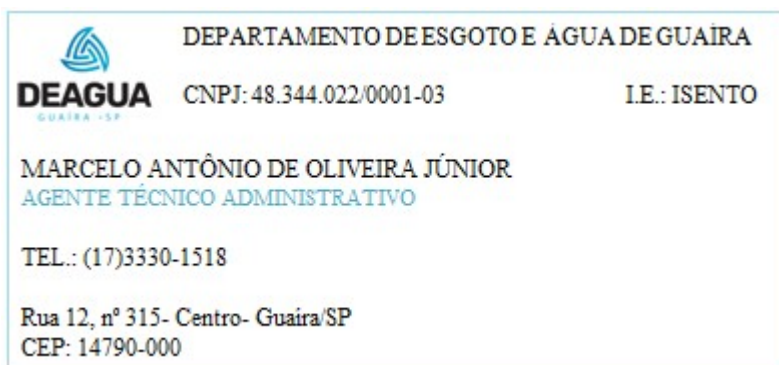 DEPARTAMENTO DE ESGOTO E ÁGUA DE GUAÍRA
DEAGUA
GUAÍRA - SP
CNPJ: 48.344.022/0001-03 I.E.: ISENTO
MARCELO ANTÔNIO DE OLIVEIRA JÚNIOR
AGENTE TÉCNICO ADMINISTRATIVO
TEL.: (17)3330-1518
Rua 12, nº 315- Centro- Guaíra/SP
CEP: 14790-000